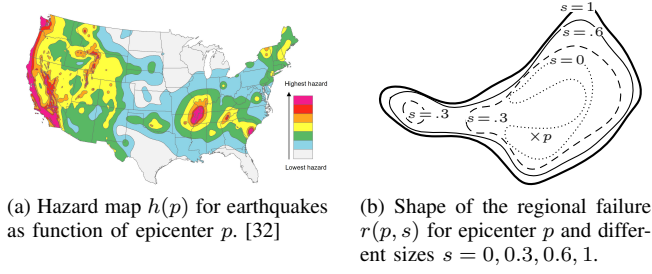 Highest hazard
Lowest hazard
(a) Hazard map h(p) for earthquakes
as function of epicenter p. [32]
s = 1
s = .6
s = 0
s = .3
s = .3
× p
(b) Shape of the regional failure
r(p, s) for epicenter p and differ-
ent sizes s = 0, 0.3, 0.6, 1.